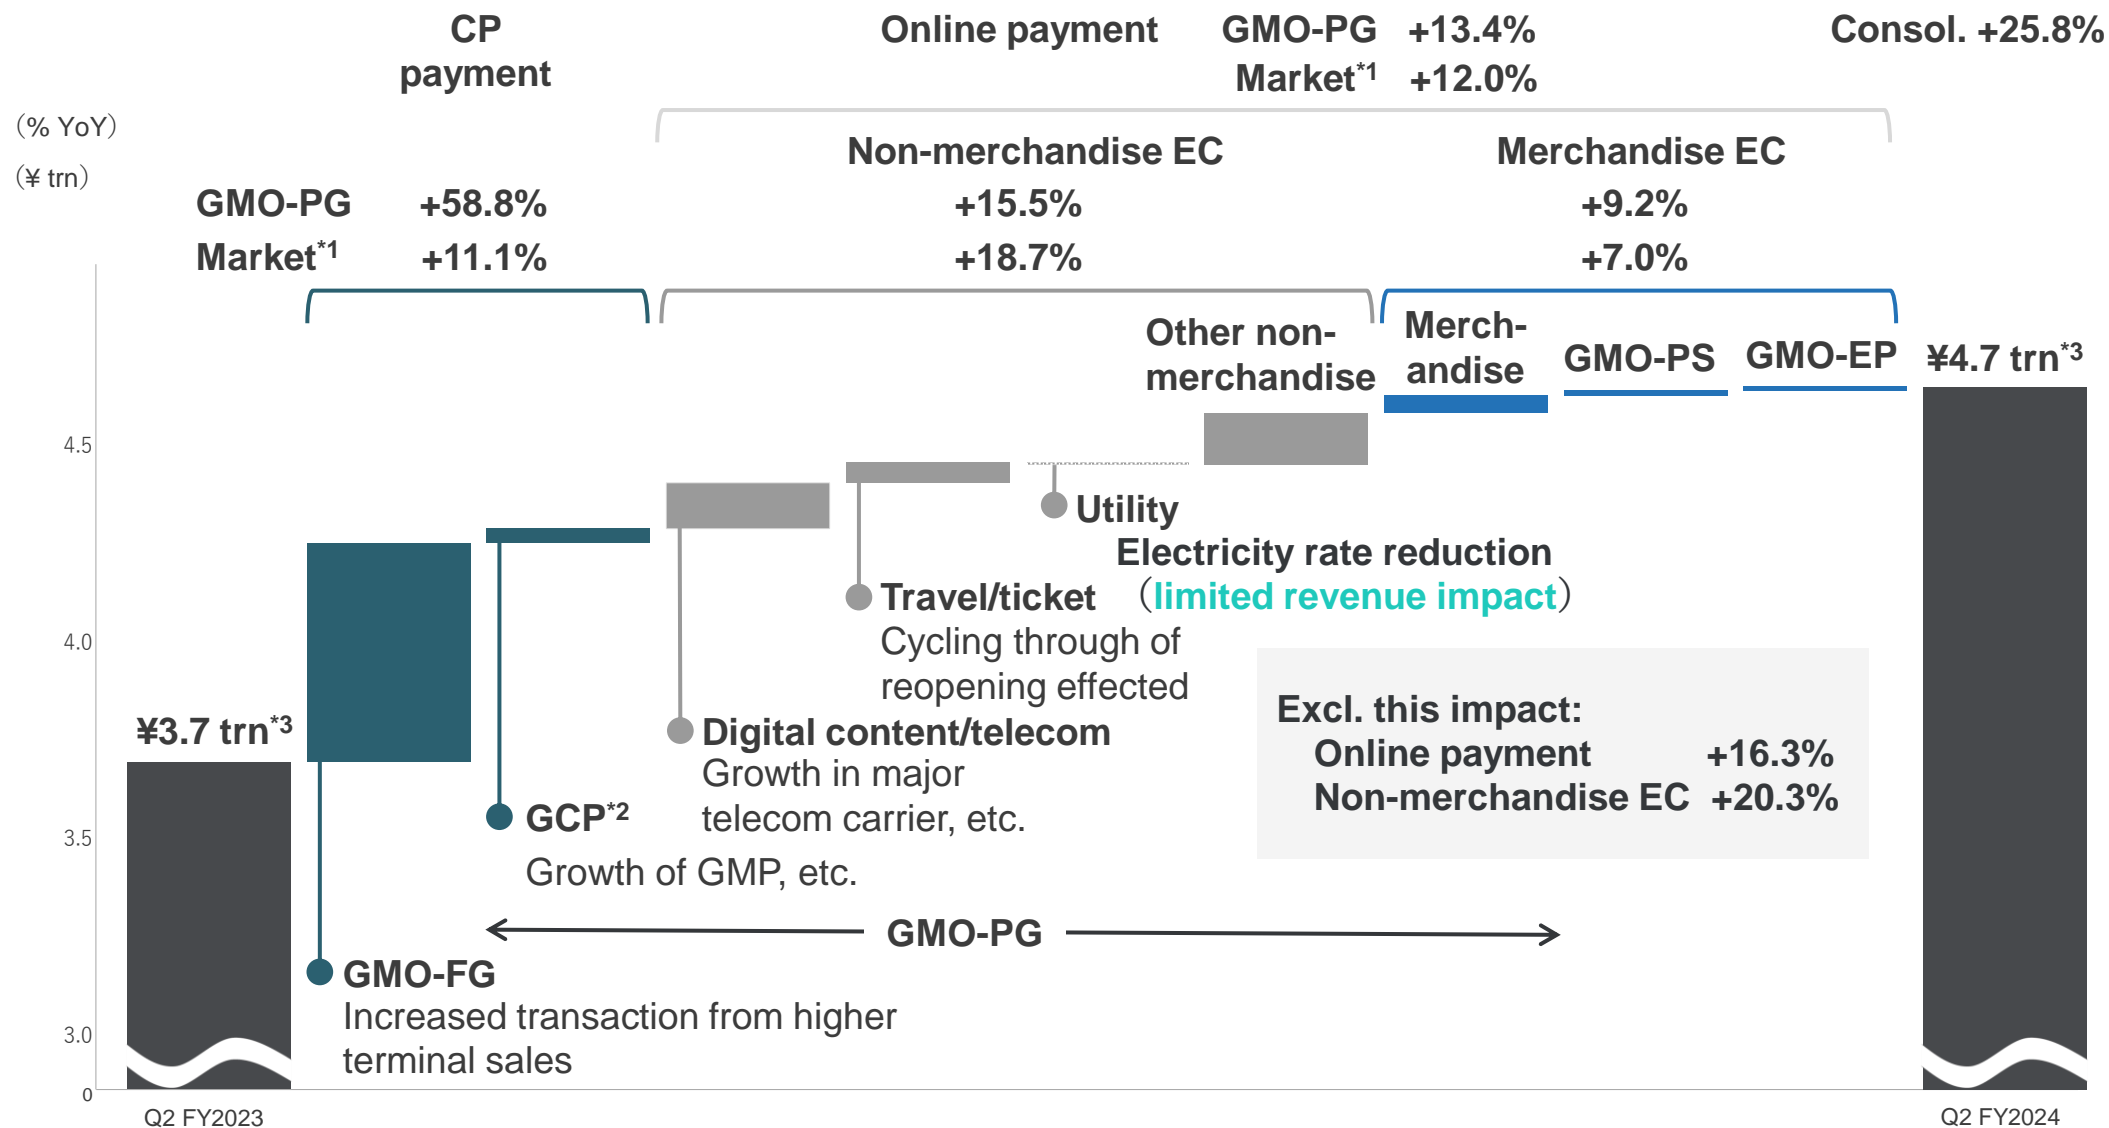 CP
payment
Online payment GMO-PG +13.4%
Market*1 +12.0%
Consol. +25.8%
（% YoY）
（¥ trn）
Non-merchandise EC
Merchandise EC
GMO-PG +58.8% +15.5% +9.2%
Market*1 +11.1% +18.7% +7.0%
Other non-
merchandise
Merch-
andise
GMO-PS
GMO-EP
¥4.7 trn*3
4.5
4.0
3.5
3.0
0
Utility
Electricity rate reduction
（limited revenue impact）
Travel/ticket
Cycling through of
reopening effected
Excl. this impact:
Online payment +16.3%
Non-merchandise EC +20.3%
¥3.7 trn*3
Digital content/telecom
Growth in major
telecom carrier, etc.
GCP*2
Growth of GMP, etc.
GMO-PG
GMO-FG
Increased transaction from higher
terminal sales
Q2 FY2023
Q2 FY2024